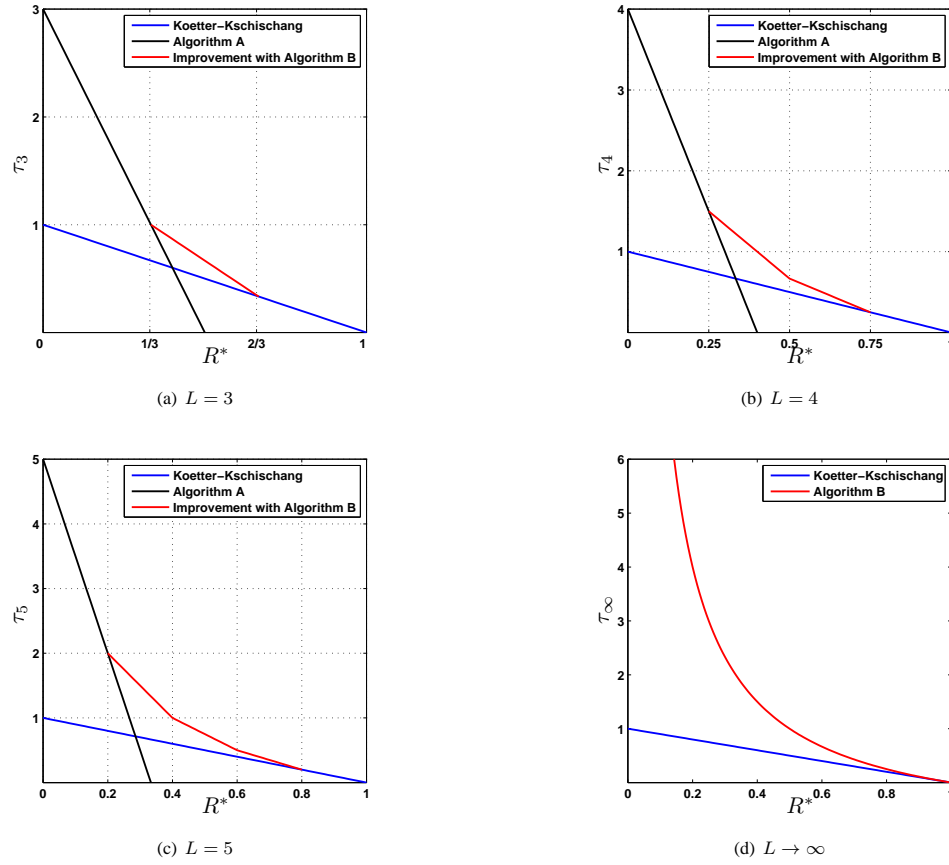 4
3
2
1
0
1/3
2/3
1
τ3
R*
Koetter−Kschischang
Algorithm A
Improvement with Algorithm B
(a) L = 3
4
3
2
1
0
0.25
0.5
0.75
1
τ4
R*
Koetter−Kschischang
Algorithm A
Improvement with Algorithm B
(b) L = 4
5
4
3
2
1
0
0.2
0.4
0.6
0.8
1
τ5
R*
Koetter−Kschischang
Algorithm A
Improvement with Algorithm B
(c) L = 5
6
5
4
3
2
1
0
0.2
0.4
0.6
0.8
1
τ∞
R*
Koetter−Kschischang
Algorithm B
(d) L → ∞